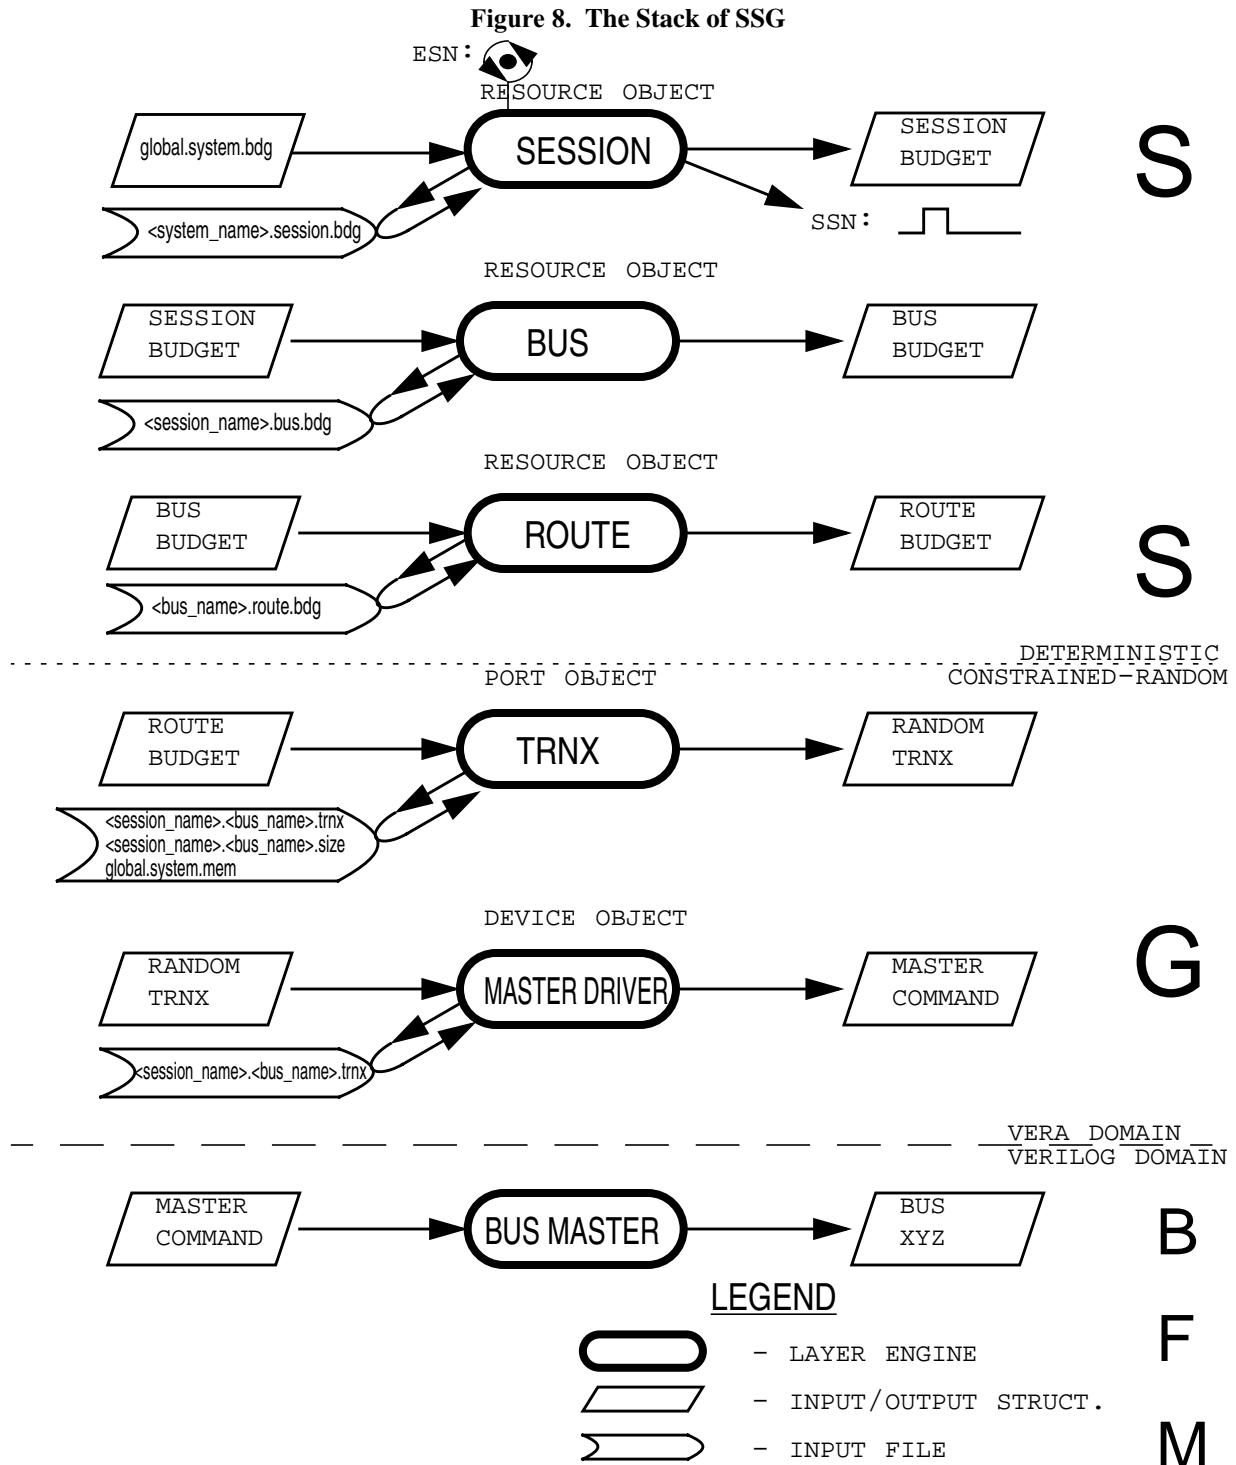 Figure 8. The Stack of SSG
ESN:
RESOURCE OBJECT
global.system.bdg
SESSION
SESSION
BUDGET
S
<system_name>.session.bdg
SSN:
RESOURCE OBJECT
SESSION
BUDGET
BUS
BUS
BUDGET
<session_name>.bus.bdg
RESOURCE OBJECT
BUS
BUDGET
ROUTE
ROUTE
BUDGET
S
<bus_name>.route.bdg
DETERMINISTIC
CONSTRAINED-RANDOM
PORT OBJECT
ROUTE
BUDGET
TRNX
RANDOM
TRNX
<session_name>.<bus_name>.trnx
<session_name>.<bus_name>.size
global.system.mem
DEVICE OBJECT
G
RANDOM
TRNX
MASTER DRIVER
MASTER
COMMAND
<session_name>.<bus_name>.trnx
VERA DOMAIN
VERILOG DOMAIN
MASTER
COMMAND
BUS MASTER
BUS
XYZ
B
LEGEND
F
- LAYER ENGINE
- INPUT/OUTPUT STRUCT.
- INPUT FILE
M